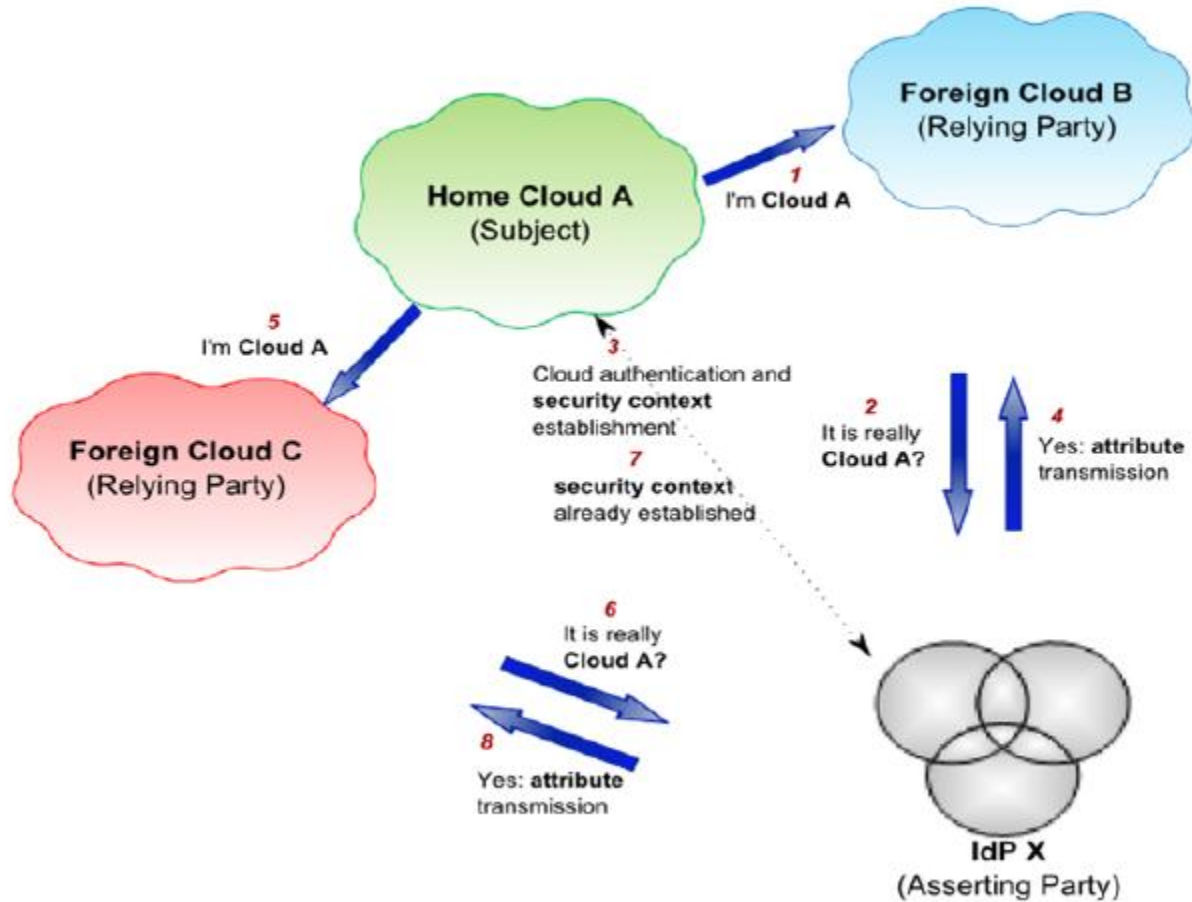 Foreign Cloud B
(Relying Party)
Home Cloud A
(Subject)
1
I'm Cloud A
5
I'm Cloud A
Foreign Cloud C
(Relying Party)
3
Cloud authentication and
security context
establishment
7
security context
already established
2
It is really
Cloud A?
4
Yes: attribute
transmission
6
It is really
Cloud A?
8
Yes: attribute
transmission
IdP X
(Asserting Party)